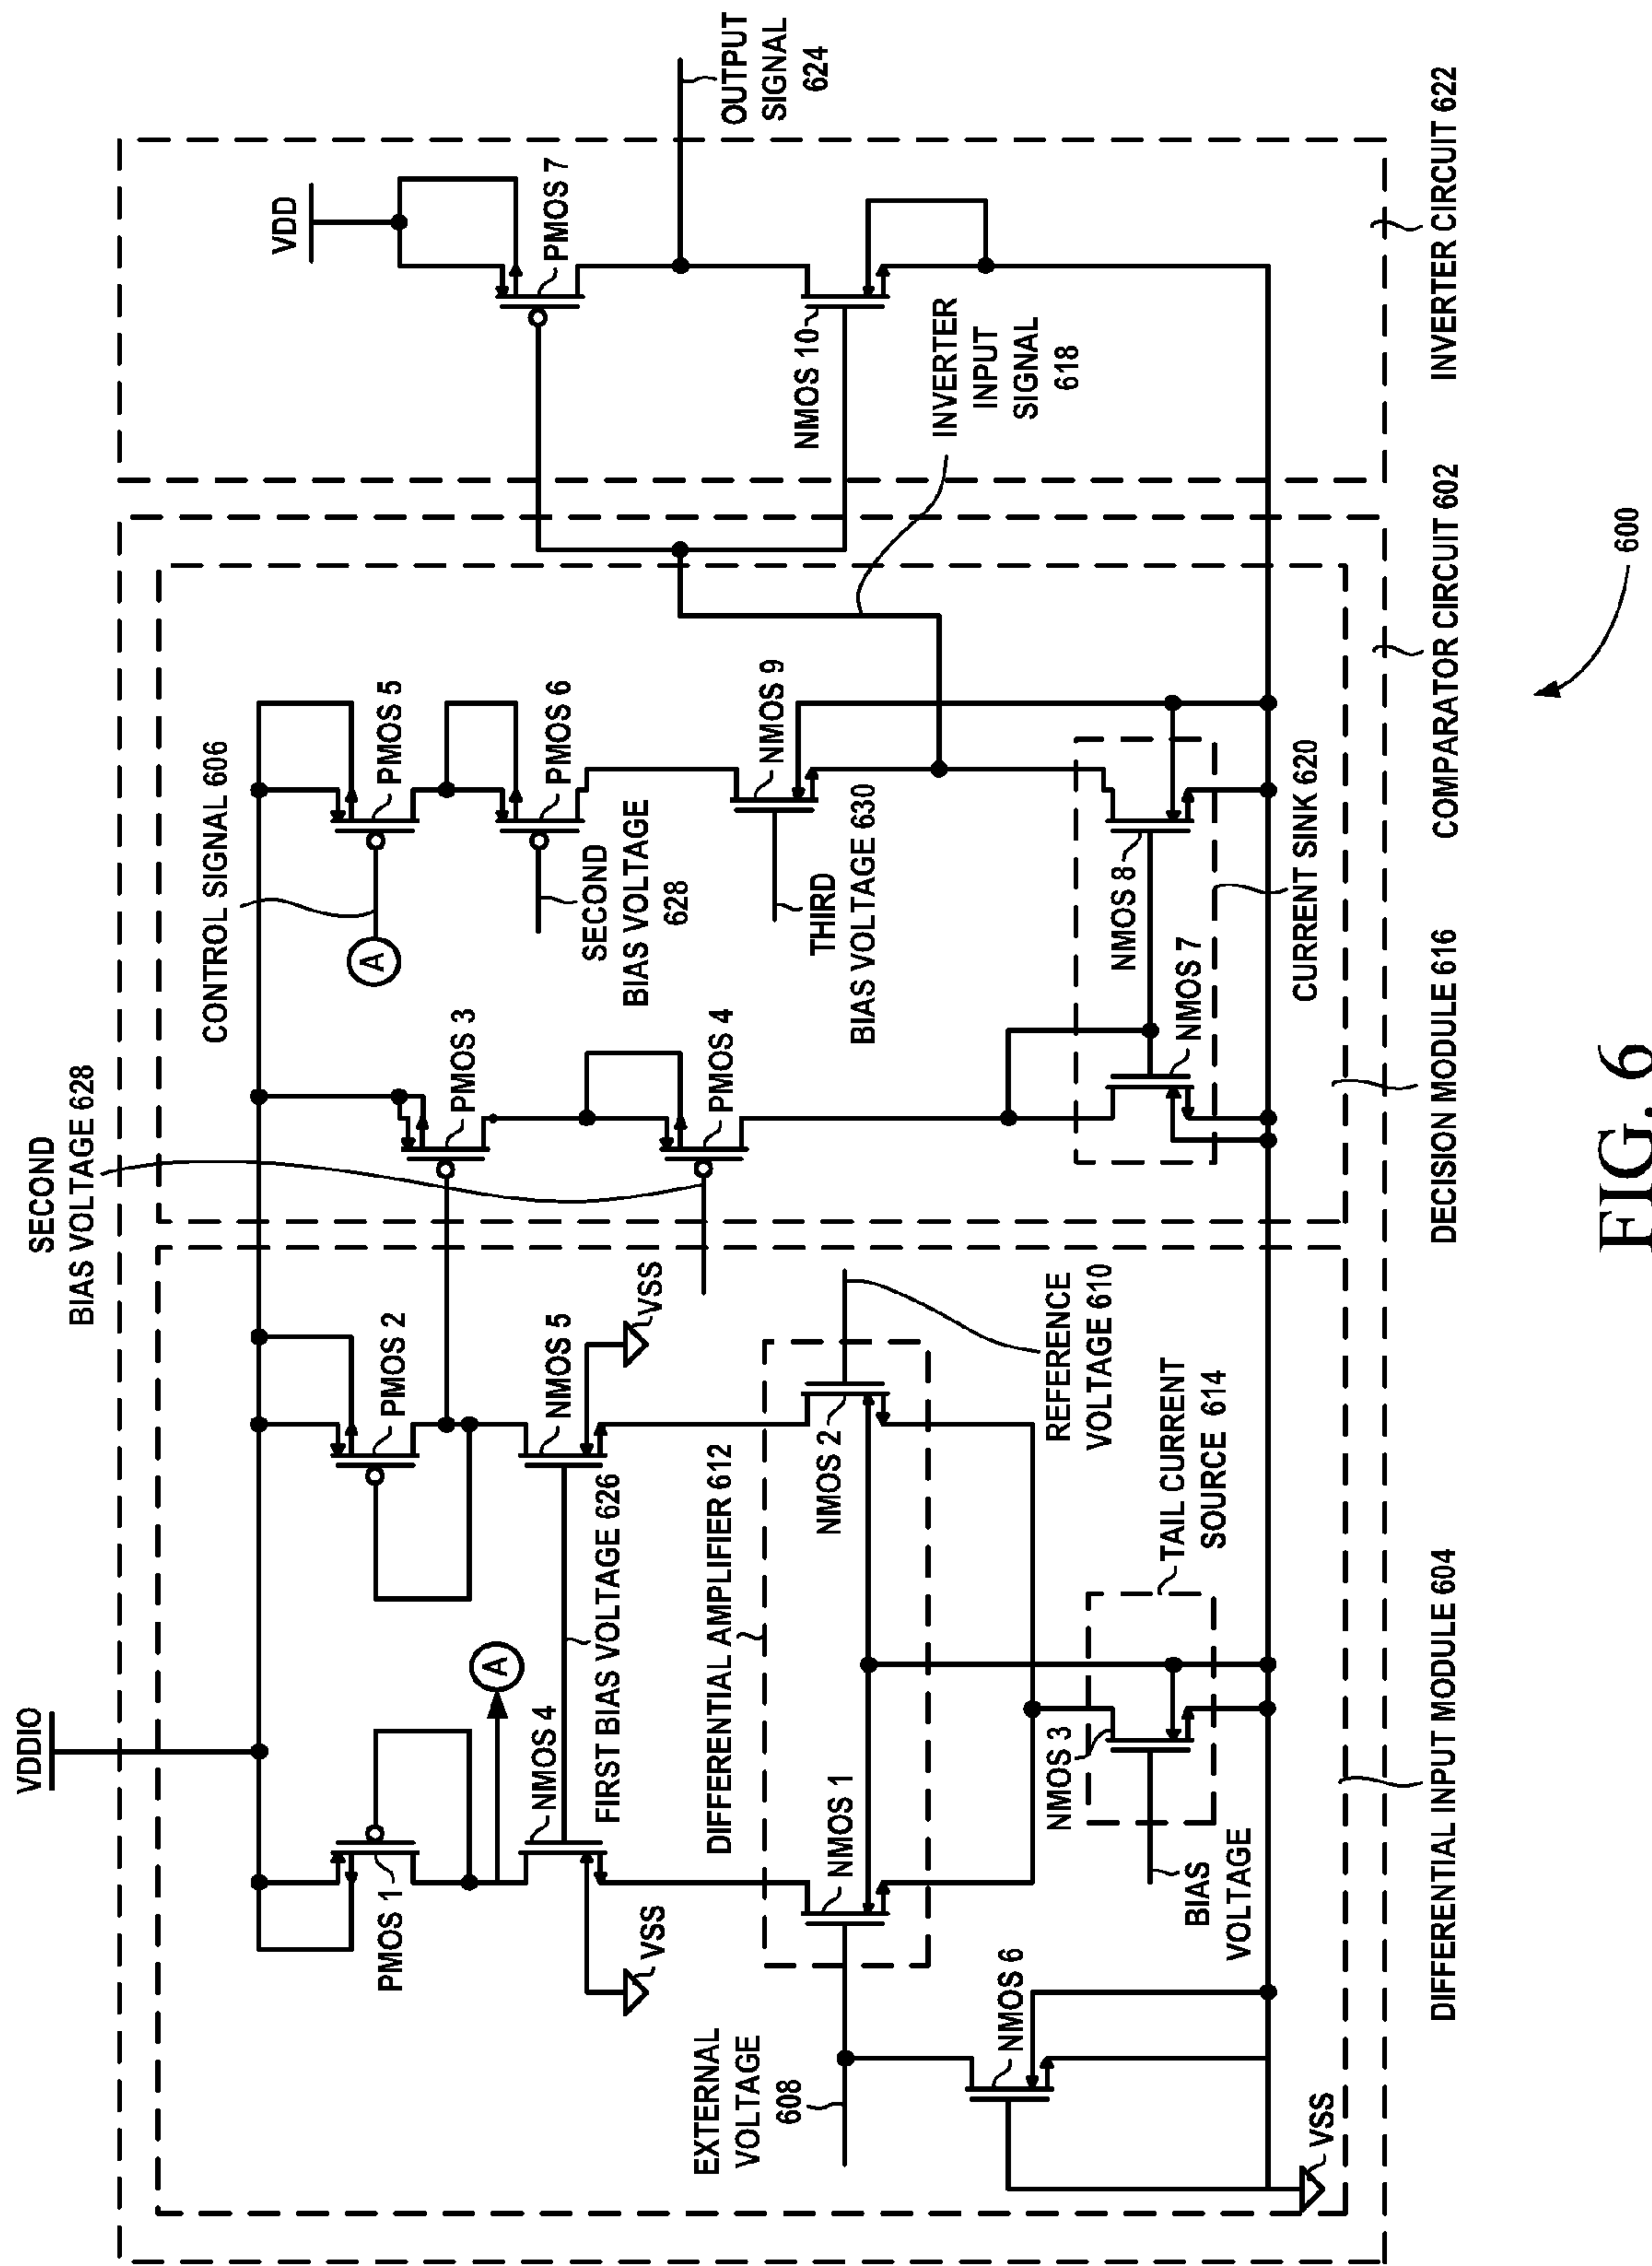 VDDIO
SECOND
BIAS VOLTAGE 628
CONTROL SIGNAL 606
VDD
OUTPUT
SIGNAL
624
PMOS 1
PMOS 2
PMOS 3
PMOS 5
PMOS 7
A
A
NMOS 4
NMOS 5
PMOS 4
PMOS 6
SECOND
BIAS VOLTAGE
628
VSS
FIRST BIAS VOLTAGE 626
VSS
NMOS 9
THIRD
BIAS VOLTAGE 630
NMOS 10
DIFFERENTIAL AMPLIFIER 612
EXTERNAL
VOLTAGE
608
NMOS 1
NMOS 2
INVERTER
INPUT
SIGNAL
618
REFERENCE
VOLTAGE 610
NMOS 6
NMOS 3
TAIL CURRENT
SOURCE 614
NMOS 8
NMOS 7
BIAS
VOLTAGE
CURRENT SINK 620
VSS
DIFFERENTIAL INPUT MODULE 604
DECISION MODULE 616
COMPARATOR CIRCUIT 602
INVERTER CIRCUIT 622
600
FIG. 6